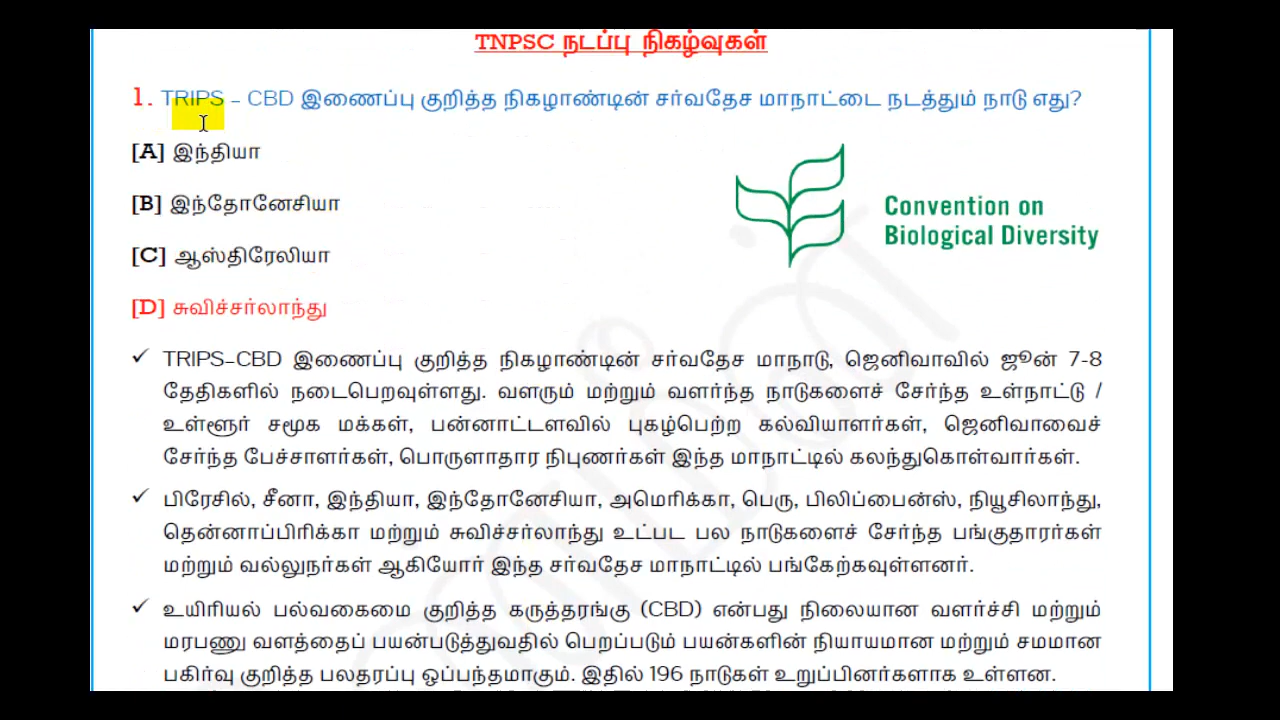 TNPSC நடப்பு நிகழ்வுகள்
1. TRIPS – CBD இணைப்பு குறித்த நிகழாண்டின் சர்வதேச மாநாட்டை நடத்தும் நாடு எது?
[A] இந்தியா
[B] இந்தோனேசியா
[C] ஆஸ்திரேலியா
[D] சுவிச்சர்லாந்து
Convention on
Biological Diversity
✓ TRIPS–CBD இணைப்பு குறித்த நிகழாண்டின் சர்வதேச மாநாடு, ஜெனிவாவில் ஜூன் 7-8
தேதிகளில் நடைபெறவுள்ளது. வளரும் மற்றும் வளர்ந்த நாடுகளைச் சேர்ந்த உள்நாட்டு /
உள்ளூர் சமூக மக்கள், பன்னாட்டளவில் புகழ்பெற்ற கல்வியாளர்கள், ஜெனிவாவைச்
சேர்ந்த பேச்சாளர்கள், பொருளாதார நிபுணர்கள் இந்த மாநாட்டில் கலந்துகொள்வார்கள்.
✓ பிரேசில், சீனா, இந்தியா, இந்தோனேசியா, அமெரிக்கா, பெரு, பிலிப்பைன்ஸ், நியூசிலாந்து,
தென்னாப்பிரிக்கா மற்றும் சுவிச்சர்லாந்து உட்பட பல நாடுகளைச் சேர்ந்த பங்குதாரர்கள்
மற்றும் வல்லுநர்கள் ஆகியோர் இந்த சர்வதேச மாநாட்டில் பங்கேற்கவுள்ளனர்.
✓ உயிரியல் பல்வகைமை குறித்த கருத்தரங்கு (CBD) என்பது நிலையான வளர்ச்சி மற்றும்
மரபணு வளத்தைப் பயன்படுத்துவதில் பெறப்படும் பயன்களின் நியாயமான மற்றும் சமமான
பகிர்வு குறித்த பலதரப்பு ஒப்பந்தமாகும். இதில் 196 நாடுகள் உறுப்பினர்களாக உள்ளன.